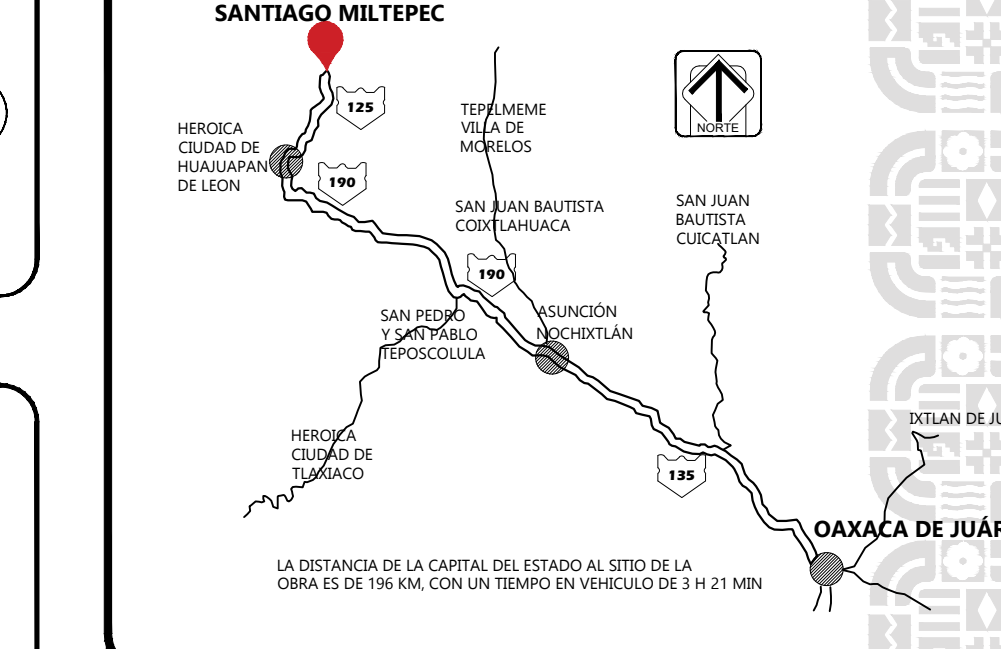 SANTIAGO MILTEPEC
125
TEPELMEME
VILLA DE
MORELOS
NORTE
HEROICA
CIUDAD DE
HUAJUAPAN
DE LEON
190
SAN JUAN BAUTISTA
COIXTLAHUACA
SAN JUAN
BAUTISTA
CUICATLAN
190
SAN PEDRO
Y SAN PABLO
TEPOSCOLULA
ASUNCIÓN
NOCHIXTLÁN
HEROICA
CIUDAD DE
TLAXIACO
135
IXTLAN DE
OAXACA DE
LA DISTANCIA DE LA CAPITAL DEL ESTADO AL SITIO DE LA
OBRA ES DE 196 KM, CON UN TIEMPO EN VEHICULO DE 3 H 21 MIN